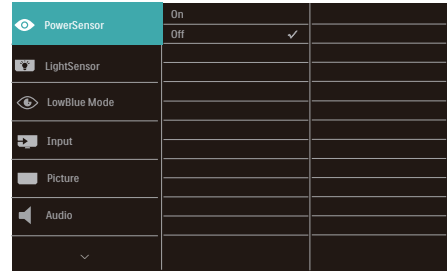 PowerSensor
On
Off
LightSensor
LowBlue Mode
Input
Picture
Audio